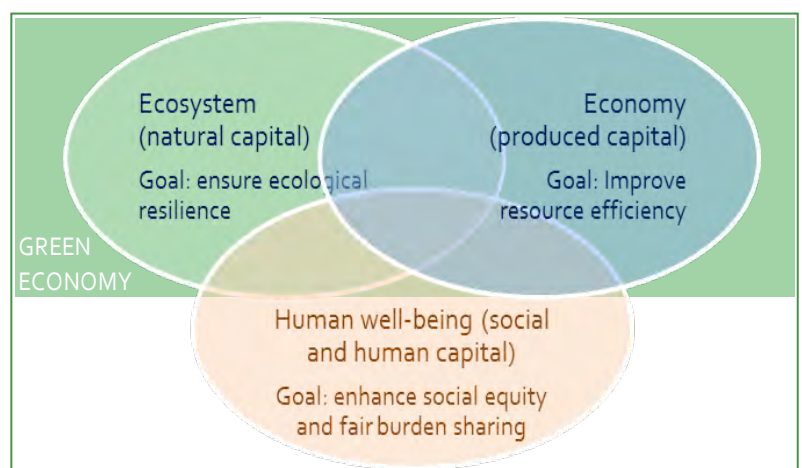 Ecosystem
(natural capital)
Goal: ensure ecological
resilience
Economy
(produced capital)
Goal: Improve
resource efficiency
GREEN
ECONOMY
Human well-being (social
and human capital)
Goal: enhance social equity
and fair burden sharing